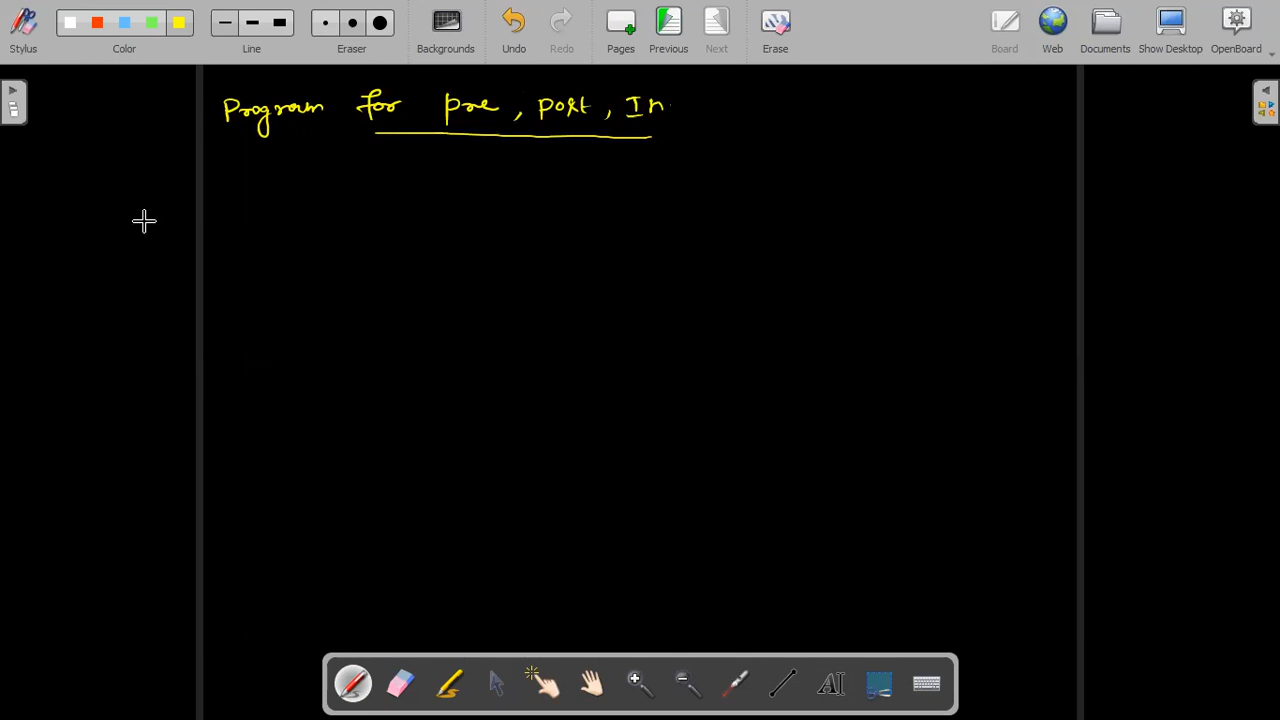 Stylus
Color
Line
Eraser
Backgrounds
Undo
Redo
Pages
Previous
Next
Erase
Board
Web
Documents
Show Desktop
OpenBoard
Program for pre, post, In
AI